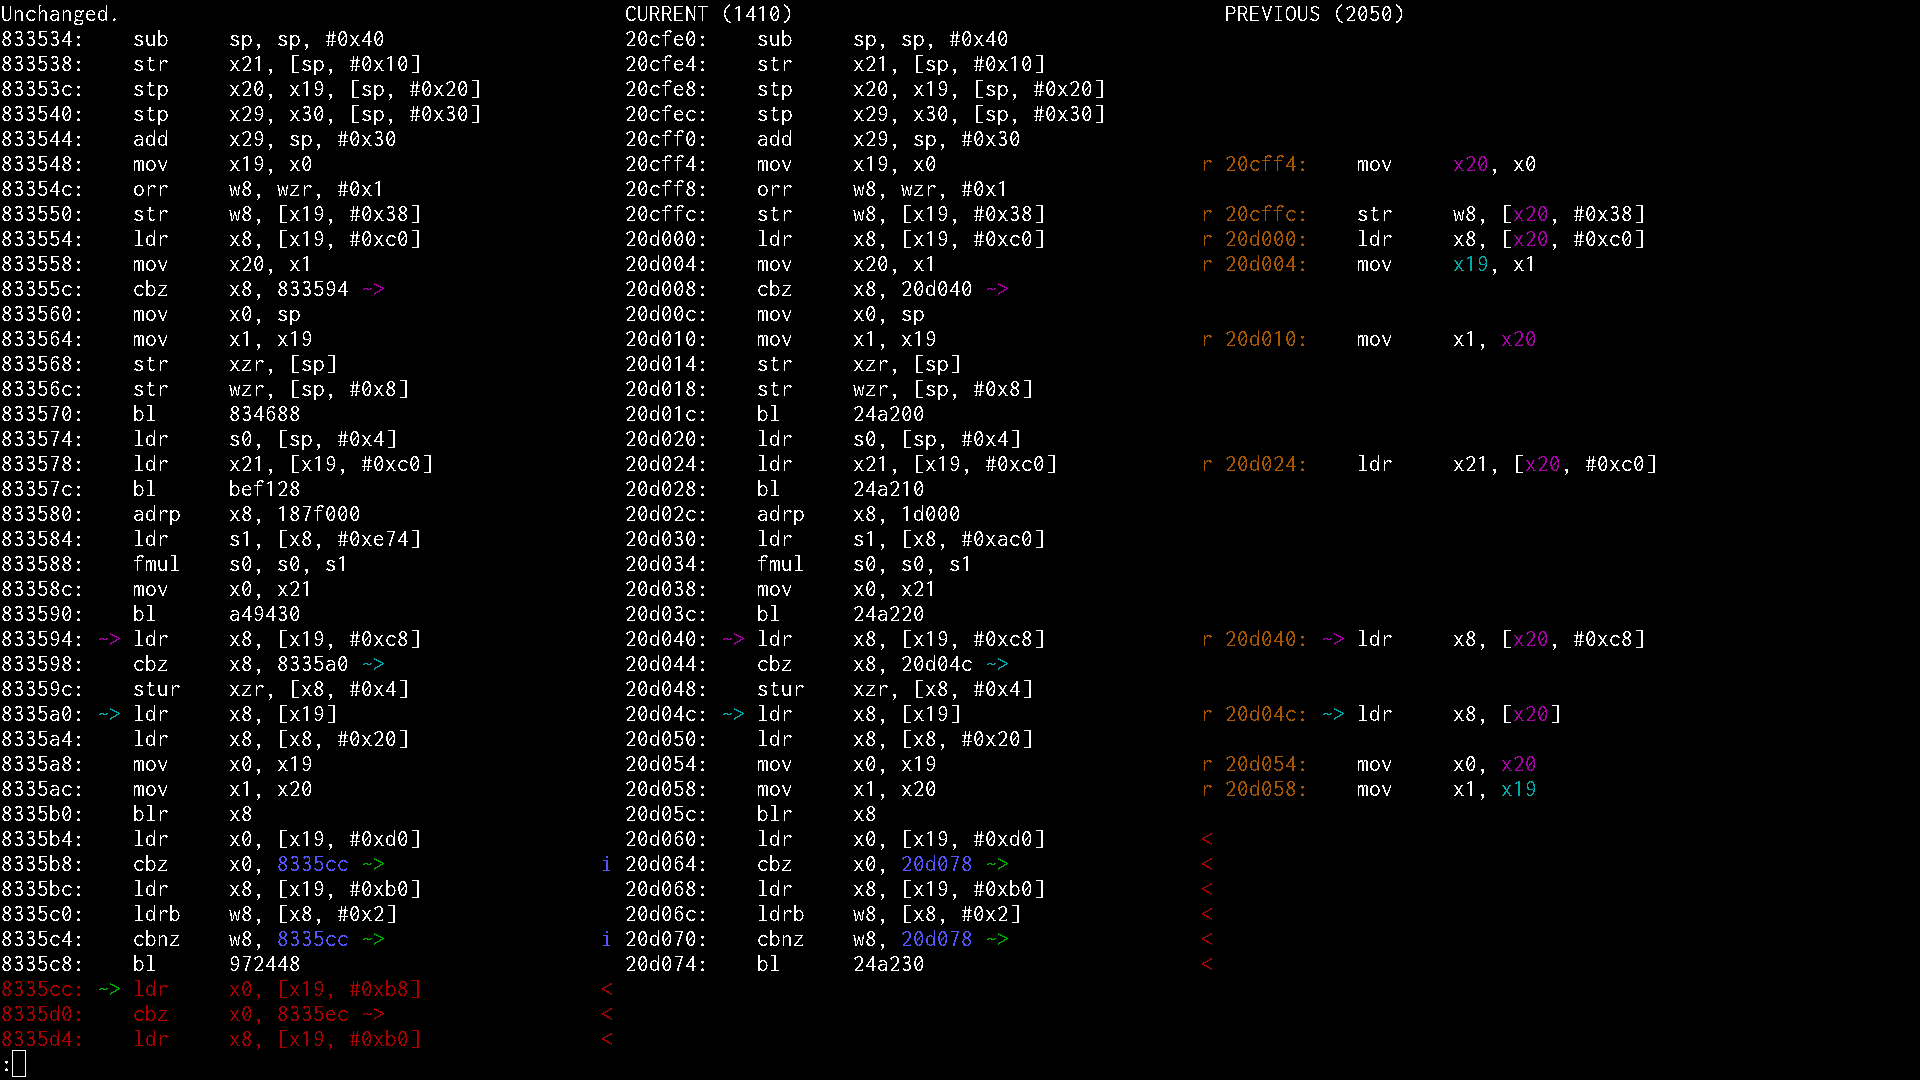 Unchanged. CURRENT (1410) PREVIOUS (2050)
833534: sub sp, sp, #0x40 20cfe0: sub sp, sp, #0x40
833538: str x21, [sp, #0x10] 20cfe4: str x21, [sp, #0x10]
83353c: stp x20, x19, [sp, #0x20] 20cfe8: stp x20, x19, [sp, #0x20]
833540: stp x29, x30, [sp, #0x30] 20cfec: stp x29, x30, [sp, #0x30]
833544: add x29, sp, #0x30 20cff0: add x29, sp, #0x30
833548: mov x19, x0 20cff4: mov x19, x0 r 20cff4: mov x20, x0
83354c: orr w8, wzr, #0x1 20cff8: orr w8, wzr, #0x1
833550: str w8, [x19, #0x38] 20cffc: str w8, [x19, #0x38] r 20cffc: str w8, [x20, #0x38]
833554: ldr x8, [x19, #0xc0] 20d000: ldr x8, [x19, #0xc0] r 20d000: ldr x8, [x20, #0xc0]
833558: mov x20, x1 20d004: mov x20, x1 r 20d004: mov x19, x1
83355c: cbz x8, 833594 ~> 20d008: cbz x8, 20d040 ~>
833560: mov x0, sp 20d00c: mov x0, sp
833564: mov x1, x19 20d010: mov x1, x19 r 20d010: mov x1, x20
833568: str xzr, [sp] 20d014: str xzr, [sp]
83356c: str wzr, [sp, #0x8] 20d018: str wzr, [sp, #0x8]
833570: bl 834688 20d01c: bl 24a200
833574: ldr s0, [sp, #0x4] 20d020: ldr s0, [sp, #0x4]
833578: ldr x21, [x19, #0xc0] 20d024: ldr x21, [x19, #0xc0] r 20d024: ldr x21, [x20, #0xc0]
83357c: bl bef128 20d028: bl 24a210
833580: adrp x8, 187f000 20d02c: adrp x8, 1d000
833584: ldr s1, [x8, #0xe74] 20d030: ldr s1, [x8, #0xac0]
833588: fmul s0, s0, s1 20d034: fmul s0, s0, s1
83358c: mov x0, x21 20d038: mov x0, x21
833590: bl a49430 20d03c: bl 24a220
833594: ~> ldr x8, [x19, #0xc8] 20d040: ~> ldr x8, [x19, #0xc8] r 20d040: ~> ldr x8, [x20, #0xc8]
833598: cbz x8, 8335a0 ~> 20d044: cbz x8, 20d04c ~>
83359c: stur xzr, [x8, #0x4] 20d048: stur xzr, [x8, #0x4]
8335a0: ~> ldr x8, [x19] 20d04c: ~> ldr x8, [x19] r 20d04c: ~> ldr x8, [x20]
8335a4: ldr x8, [x8, #0x20] 20d050: ldr x8, [x8, #0x20]
8335a8: mov x0, x19 20d054: mov x0, x19 r 20d054: mov x0, x20
8335ac: mov x1, x20 20d058: mov x1, x20 r 20d058: mov x1, x19
8335b0: blr x8 20d05c: blr x8
8335b4: ldr x0, [x19, #0xd0] 20d060: ldr x0, [x19, #0xd0] <
8335b8: cbz x0, 8335cc ~> i 20d064: cbz x0, 20d078 ~> <
8335bc: ldr x8, [x19, #0xb0] 20d068: ldr x8, [x19, #0xb0] <
8335c0: ldrb w8, [x8, #0x2] 20d06c: ldrb w8, [x8, #0x2] <
8335c4: cbnz w8, 8335cc ~> i 20d070: cbnz w8, 20d078 ~> <
8335c8: bl 972448 20d074: bl 24a230 <
8335cc: ~> ldr x0, [x19, #0xb8] <
8335d0: cbz x0, 8335ec ~> <
8335d4: ldr x8, [x19, #0xb0] <
: